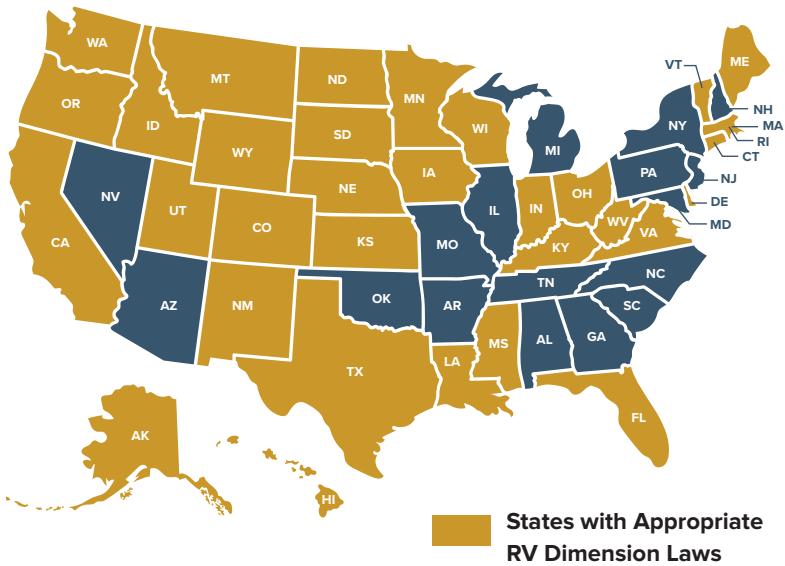 WA
MT
ND
MN
VT
ME
OR
ID
SD
WI
MI
NY
NH
MA
RI
CT
WY
IA
NE
PA
NJ
NV
UT
CO
IL
IN
OH
DE
MD
WV
VA
CA
KS
MO
KY
NC
TN
AZ
NM
OK
AR
SC
MS
AL
GA
TX
LA
FL
AK
HI
States with Appropriate
RV Dimension Laws